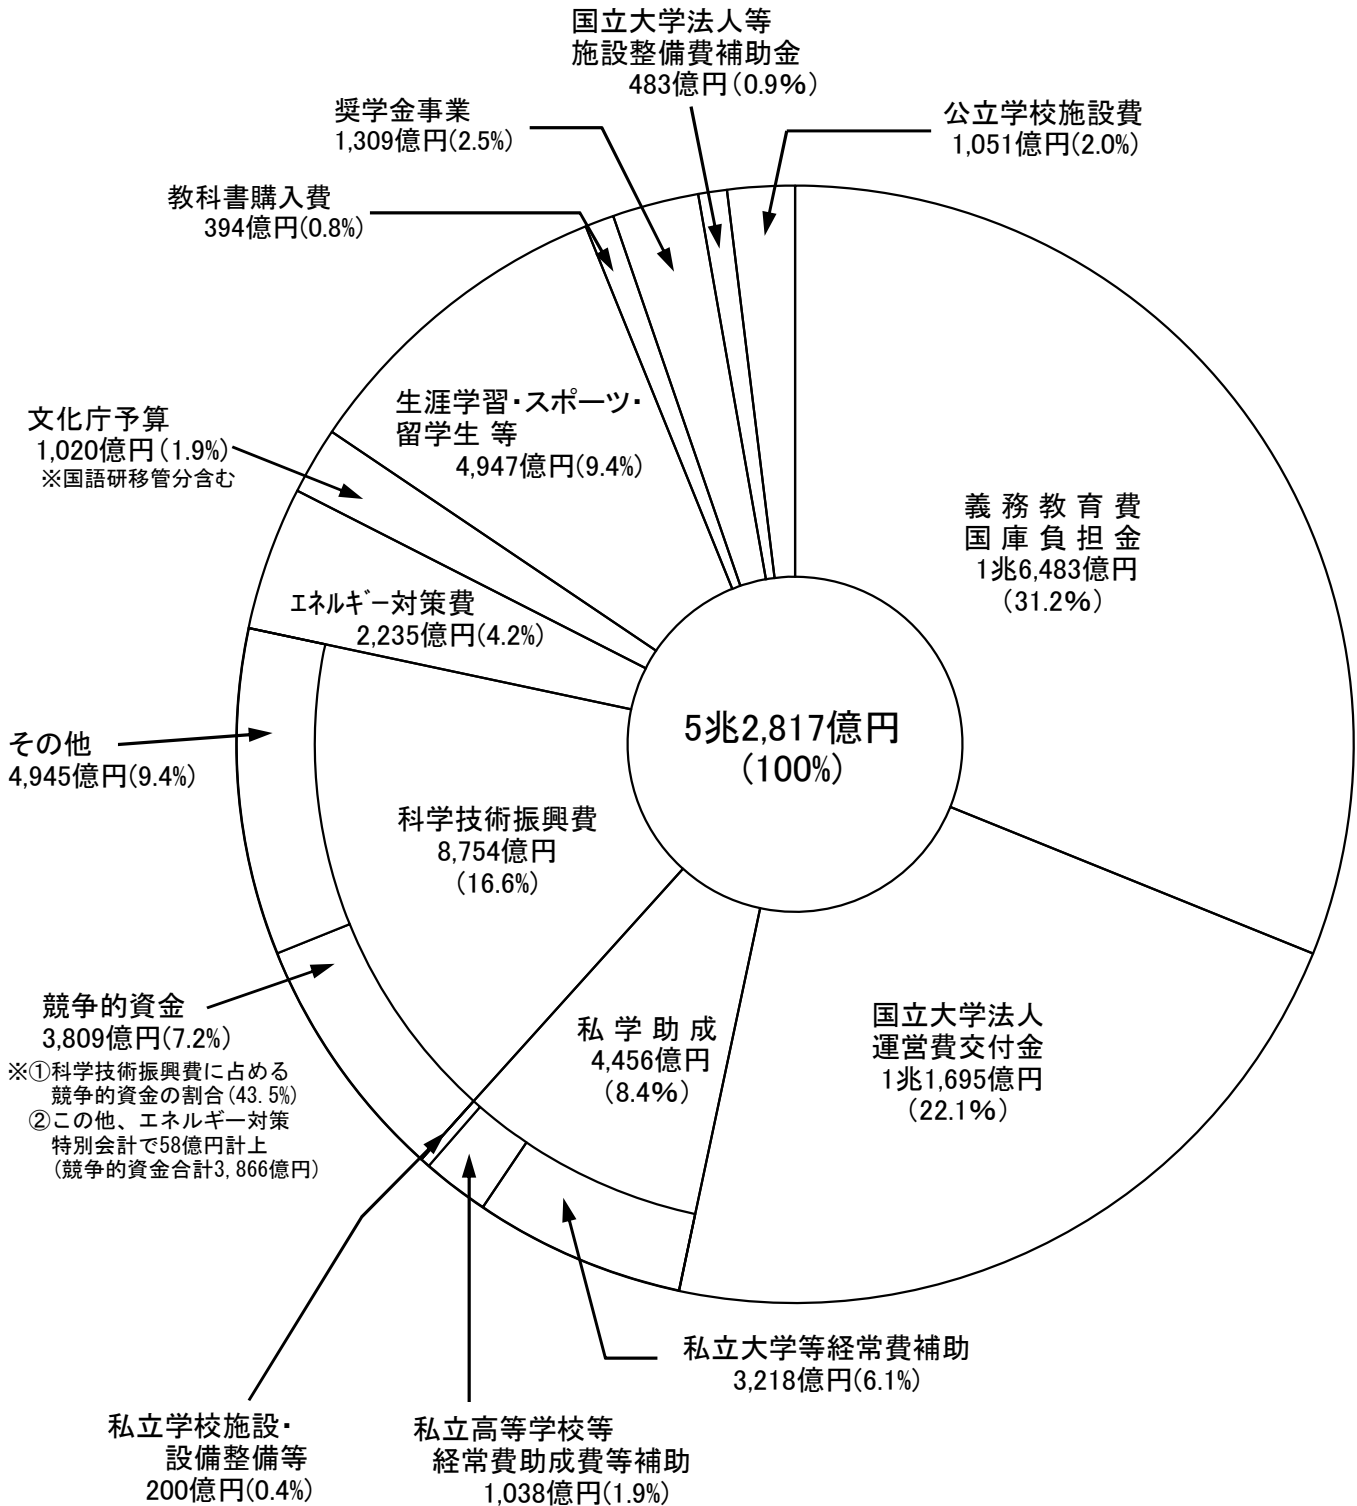 国立大学法人等
施設整備費補助金
483億円(0.9%)
奨学金事業
1,309億円(2.5%)
公立学校施設費
1,051億円(2.0%)
教科書購入費
394億円(0.8%)
生涯学習・スポーツ・
留学生 等
4,947億円(9.4%)
文化庁予算
1,020億円(1.9%)
※国語研移管分含む
義務教育費
国庫負担金
1兆6,483億円
(31.2%)
エネルギー対策費
2,235億円(4.2%)
5兆2,817億円
(100%)
その他
4,945億円(9.4%)
科学技術振興費
8,754億円
(16.6%)
競争的資金
3,809億円(7.2%)
※①科学技術振興費に占める
競争的資金の割合(43.5%)
②この他、エネルギー対策
特別会計で58億円計上
(競争的資金合計3,866億円)
私学助成
4,456億円
(8.4%)
国立大学法人
運営費交付金
1兆1,695億円
(22.1%)
私立大学等経常費補助
3,218億円(6.1%)
私立学校施設・
設備整備等
200億円(0.4%)
私立高等学校等
経常費助成費等補助
1,038億円(1.9%)